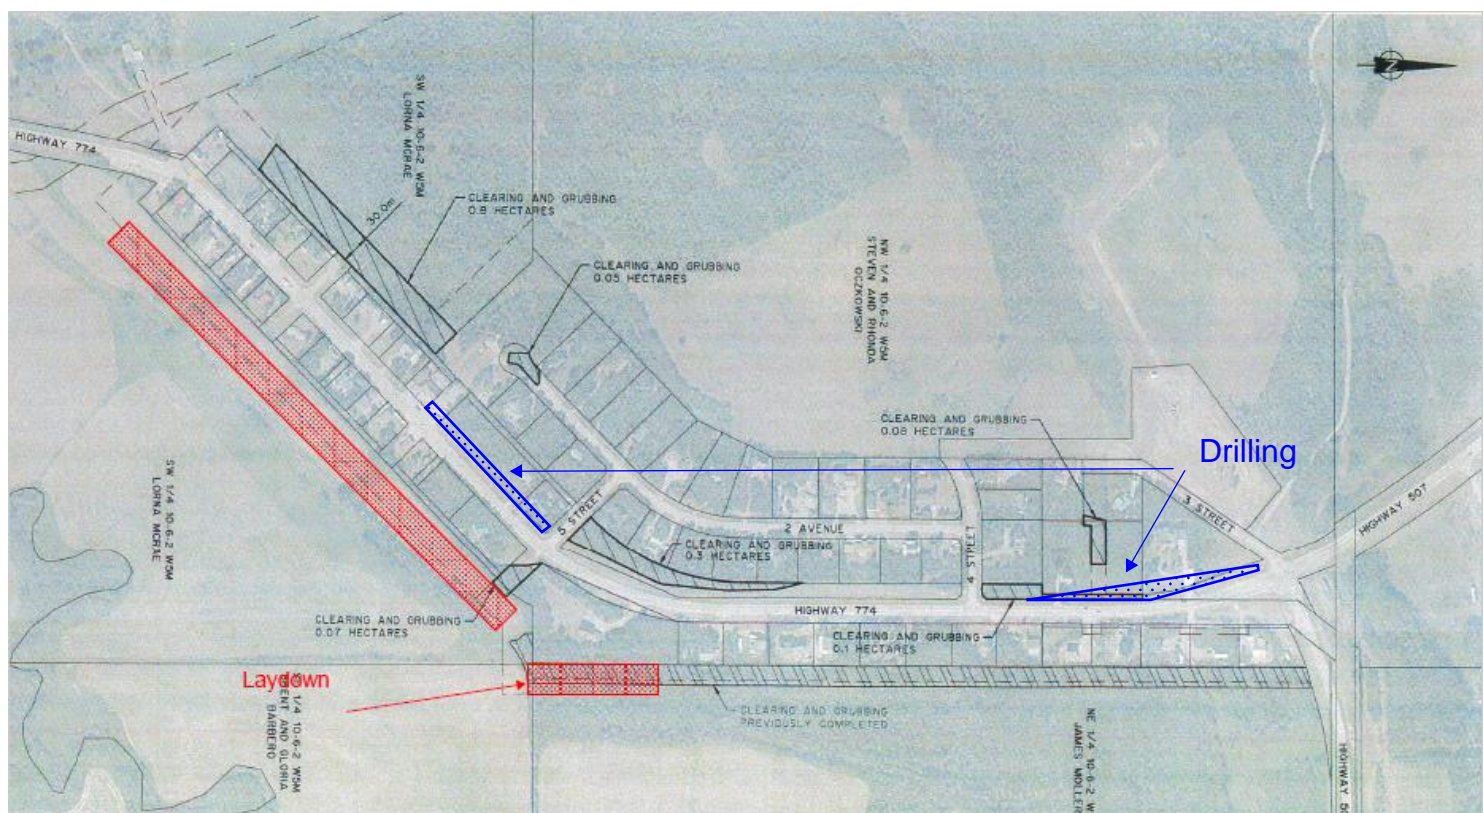 N
HIGHWAY 774
SW 1/4 10-6-2 W5M
LORNA MCRAE
30.0m
CLEARING AND GRUBBING
0.8 HECTARES
CLEARING AND GRUBBING
0.05 HECTARES
NW 1/4 10-6-2 W5M
STEVEN AND RHONDA
OCZKOWSKI
CLEARING AND GRUBBING
0.08 HECTARES
Drilling
SW 1/4 10-6-2 W5M
LORNA MCRAE
5 STREET
2 AVENUE
4 STREET
3 STREET
HIGHWAY 507
CLEARING AND GRUBBING
0.3 HECTARES
HIGHWAY 774
CLEARING AND GRUBBING
0.07 HECTARES
CLEARING AND GRUBBING
0.1 HECTARES
Laydown
1/4 10-6-2 W5M
AND GLORIA
BARBERO
CLEARING AND GRUBBING
PREVIOUSLY COMPLETED
NE 1/4 10-6-2 W
JAMES MOLLER
HIGHWAY